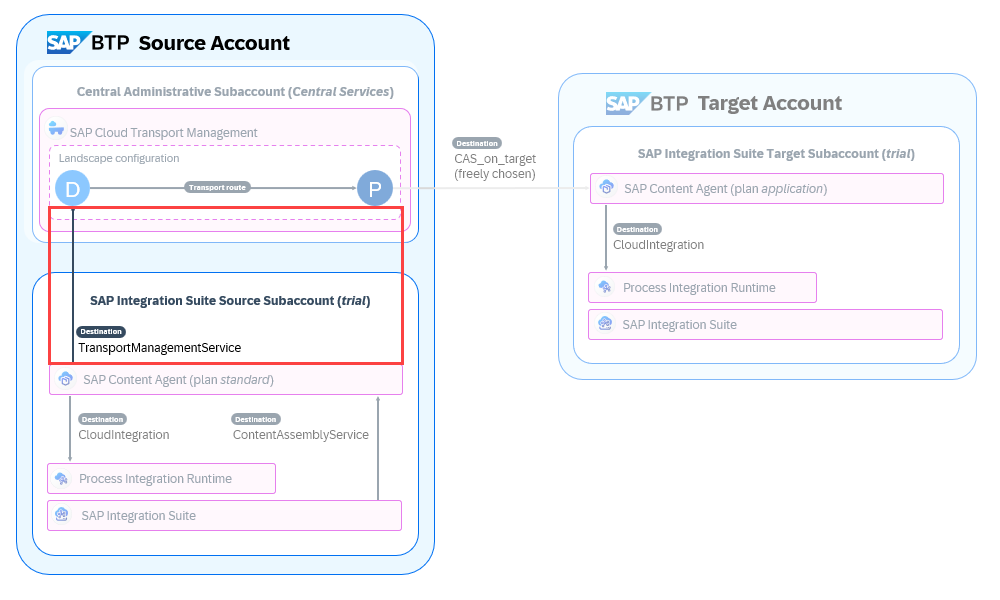 SAP BTP Source Account
Central Administrative Subaccount (Central Services)
SAP Cloud Transport Management
Landscape configuration
D
Transport route
P
SAP Integration Suite Source Subaccount (trial)
Destination
TransportManagementService
SAP Content Agent (plan standard)
Destination
CloudIntegration
Destination
ContentAssemblyService
Process Integration Runtime
SAP Integration Suite
Destination
CAS_on_target
(freely chosen)
SAP BTP Target Account
SAP Integration Suite Target Subaccount (trial)
SAP Content Agent (plan application)
Destination
CloudIntegration
Process Integration Runtime
SAP Integration Suite